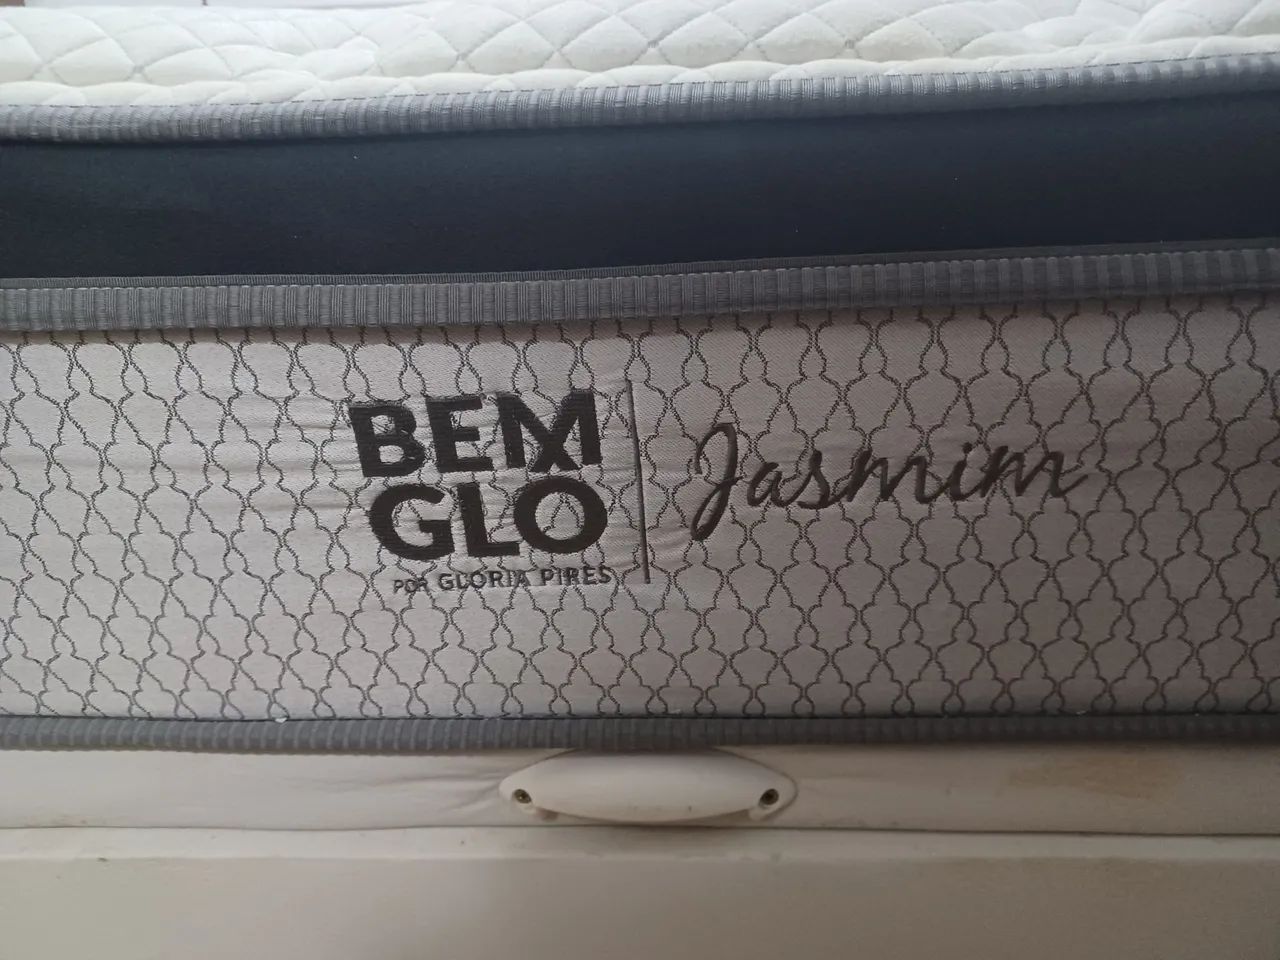 BEM
GLO
POR GLORIA PIRES
Jasmim